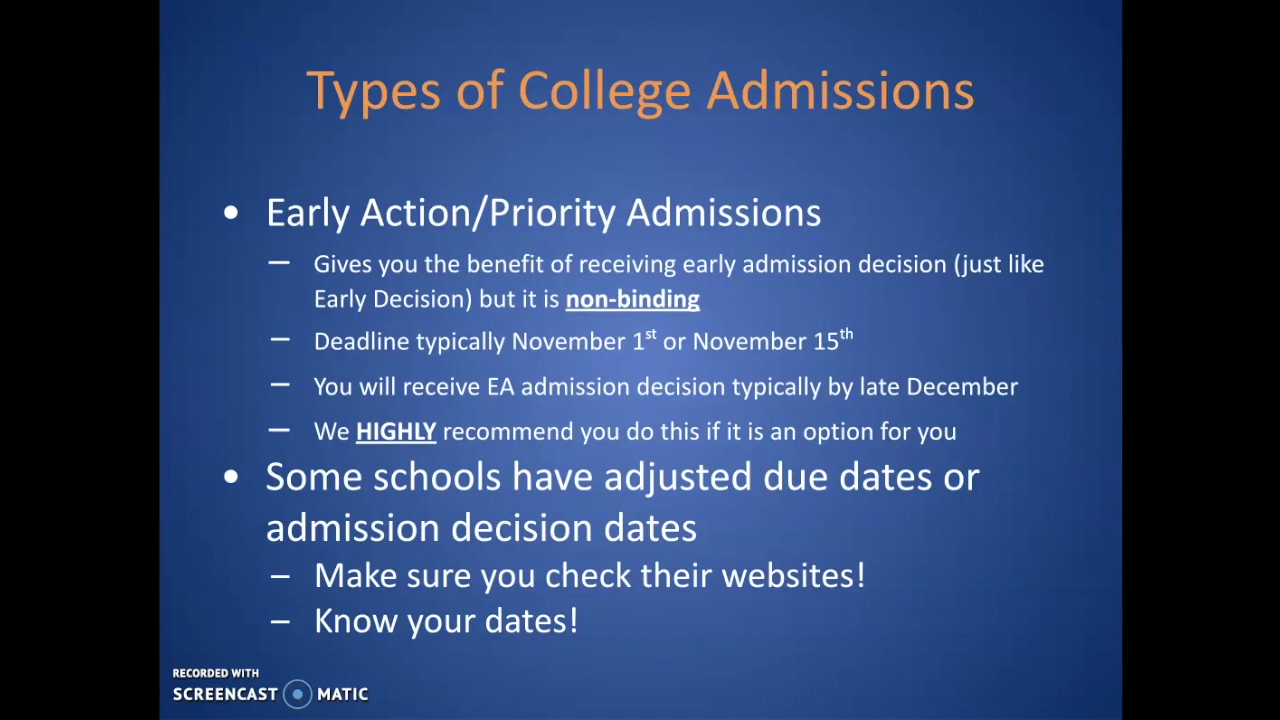 Types of College Admissions
• Early Action/Priority Admissions
— Gives you the benefit of receiving early admission decision (just like
Early Decision) but it is non-binding
— Deadline typically November 1st or November 15th
— You will receive EA admission decision typically by late December
— We HIGHLY recommend you do this if it is an option for you
• Some schools have adjusted due dates or
admission decision dates
– Make sure you check their websites!
– Know your dates!
RECORDED WITH
SCREENCAST MATIC